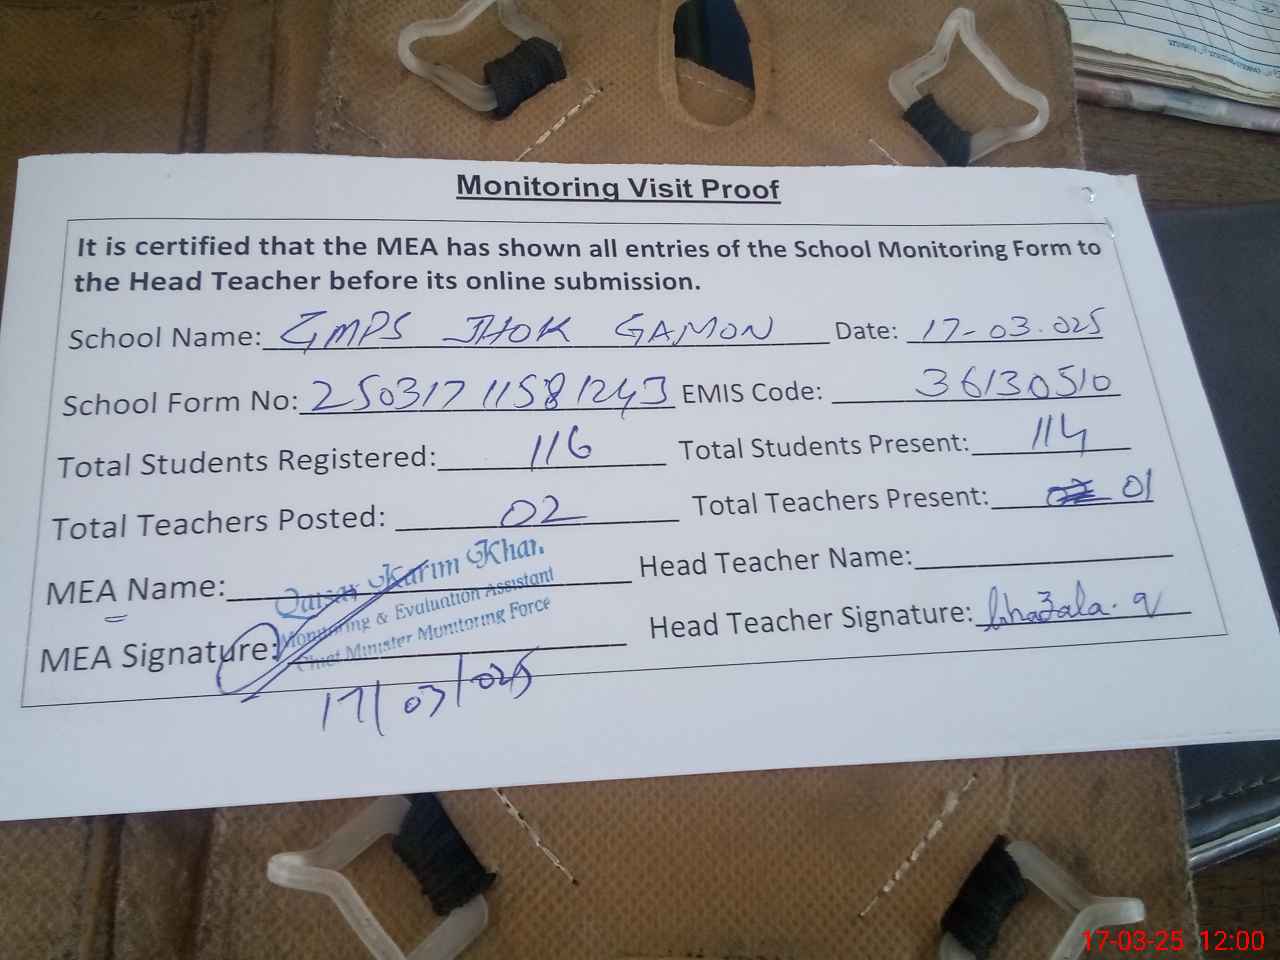 Monitoring Visit Proof
It is certified that the MEA has shown all entries of the School Monitoring Form to
the Head Teacher before its online submission.
School Name: GMPS JHOK GAMON Date: 17-03.025
School Form No: 25031711581243 EMIS Code: 36130510
Total Students Registered: 116 Total Students Present: 114
Total Teachers Posted: 02 Total Teachers Present: 01
MEA Name: Qaisar Karim Khan Head Teacher Name:
Monitoring & Evaluation Assistant
Chief Minister Monitoring Force
MEA Signature: Head Teacher Signature: Ghazala. q
17/03/025
17-03-25 12:00